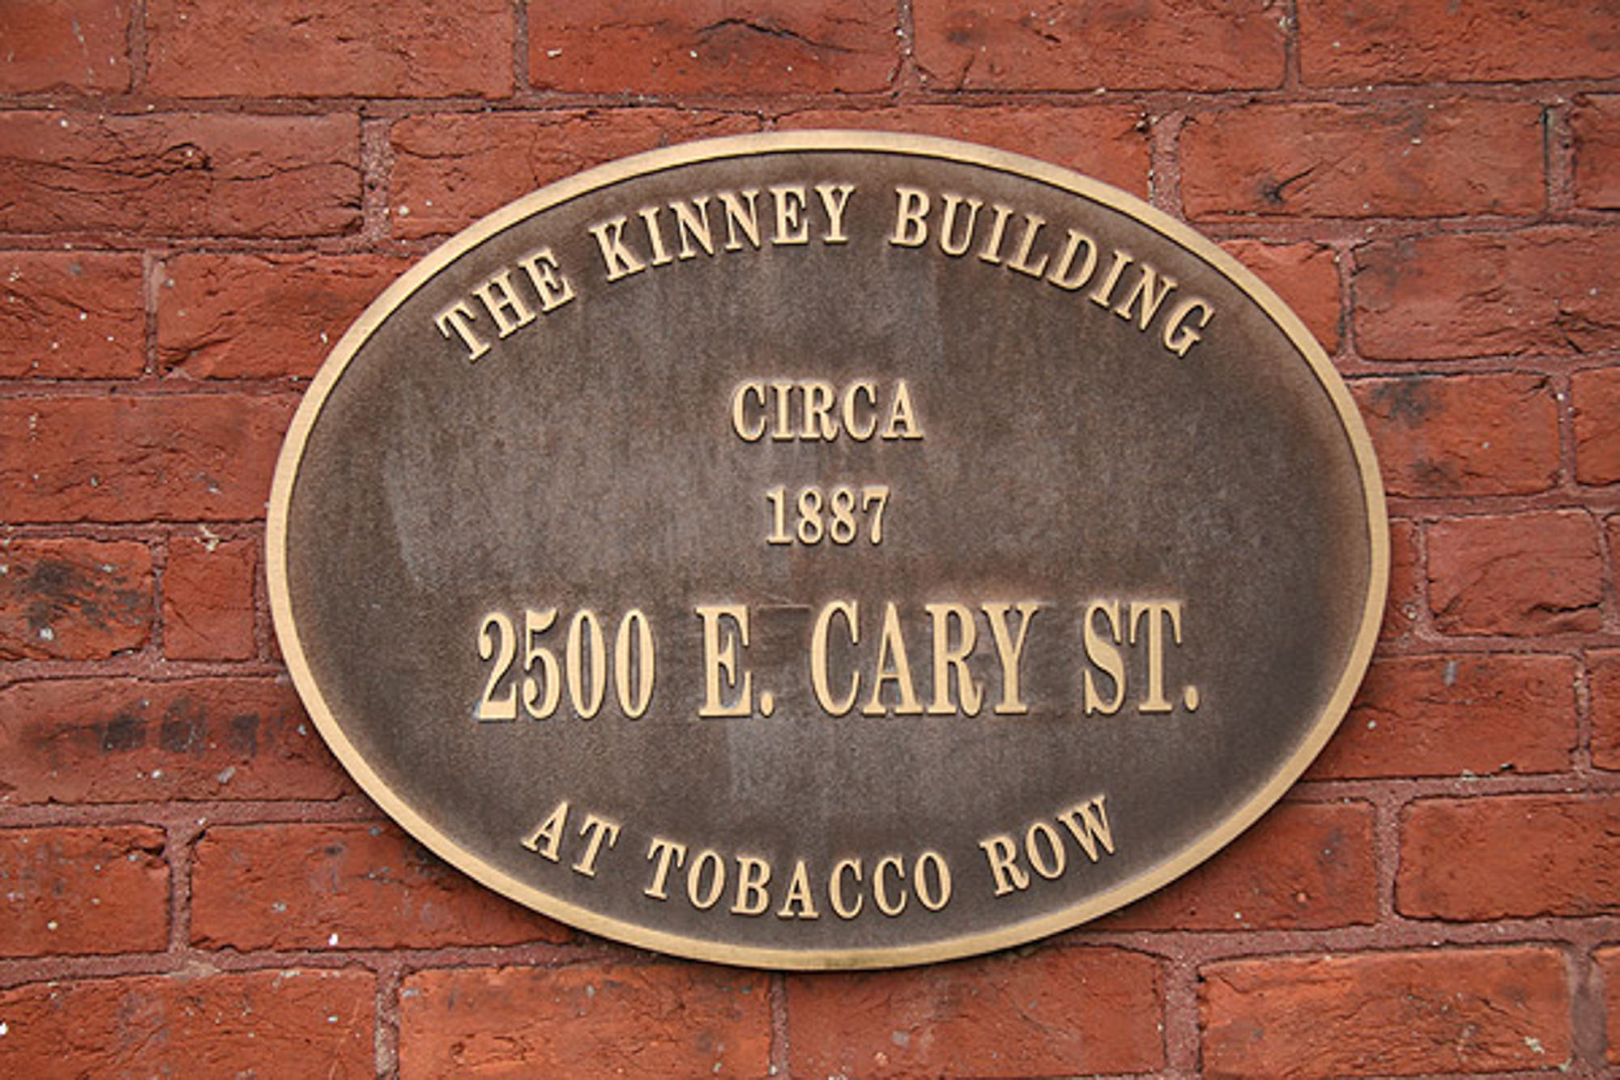 THE KINNEY BUILDING
CIRCA
1887
2500 E. CARY ST.
AT TOBACCO ROW